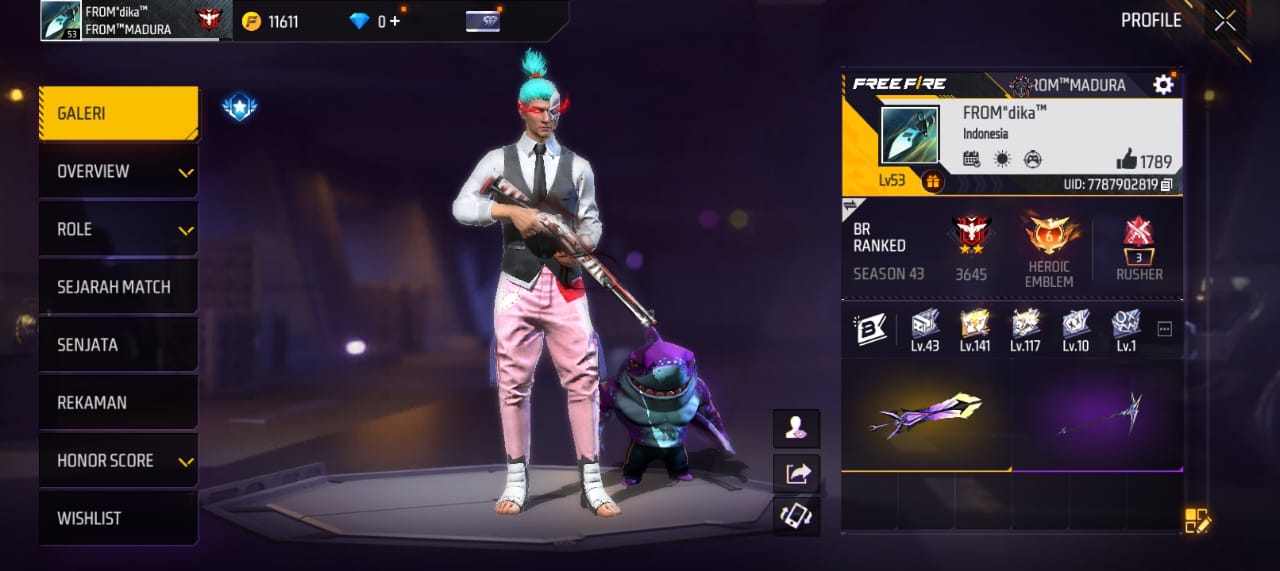 FROM"dika™
FROM™MADURA
53
11611
0 +
PROFILE
GALERI
OVERVIEW
ROLE
SEJARAH MATCH
SENJATA
REKAMAN
HONOR SCORE
WISHLIST
FREE FIRE
ROM™MADURA
FROM"dika™
Indonesia
1789
Lv53
UID: 7787902819
BR
RANKED
SEASON 43
3645
6
HEROIC
EMBLEM
3
RUSHER
B
Lv.43
Lv.141
Lv.117
Lv.10
Lv.1